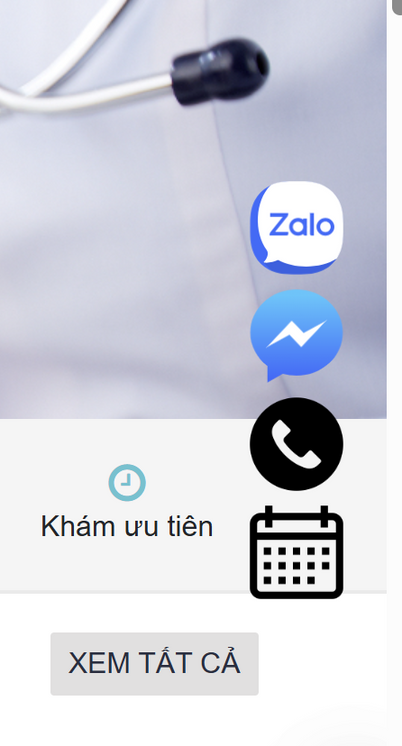 Zalo
Khám ưu tiên
XEM TẤT CẢ